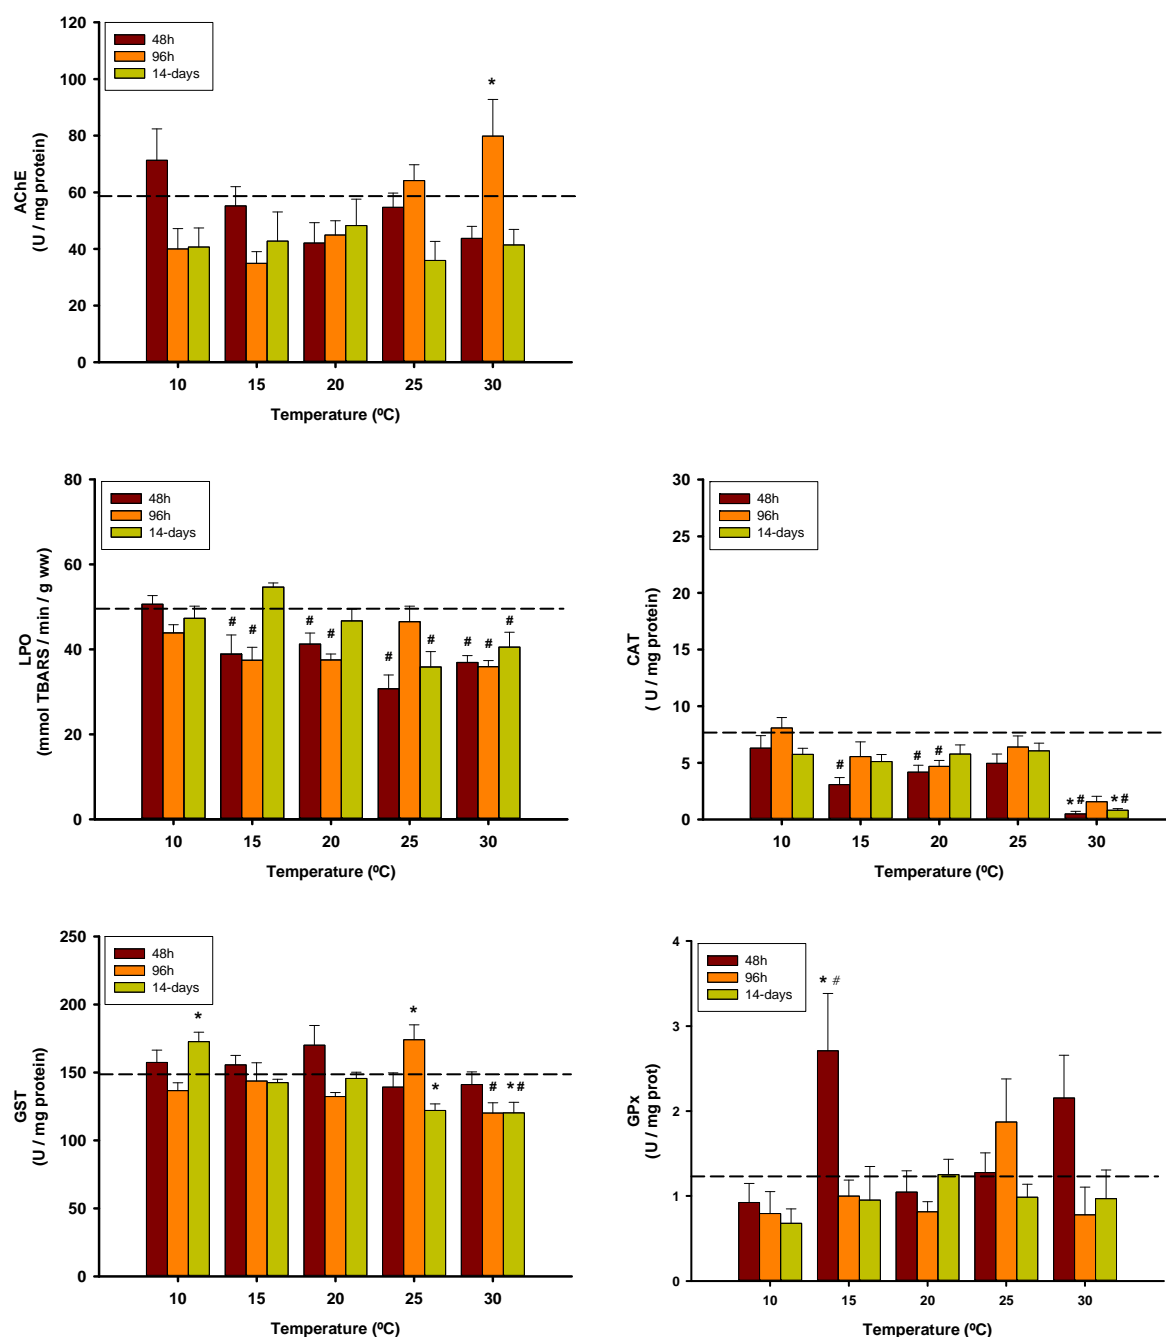 120
100
80
60
40
20
0
AChE
(U / mg protein)
48h
96h
14-days
*
10 15 20 25 30
Temperature (ºC)
80
60
40
20
0
LPO
(mmol TBARS / min / g ww)
48h
96h
14-days
# # # # # # # # #
10 15 20 25 30
Temperature (ºC)
30
25
20
15
10
5
0
CAT
( U / mg protein)
48h
96h
14-days
# # # *# *#
10 15 20 25 30
Temperature (ºC)
250
200
150
100
50
0
GST
(U / mg protein)
48h
96h
14-days
* * * # *#
10 15 20 25 30
Temperature (ºC)
4
3
2
1
0
GPx
(U / mg prot)
48h
96h
14-days
* #
10 15 20 25 30
Temperature (ºC)